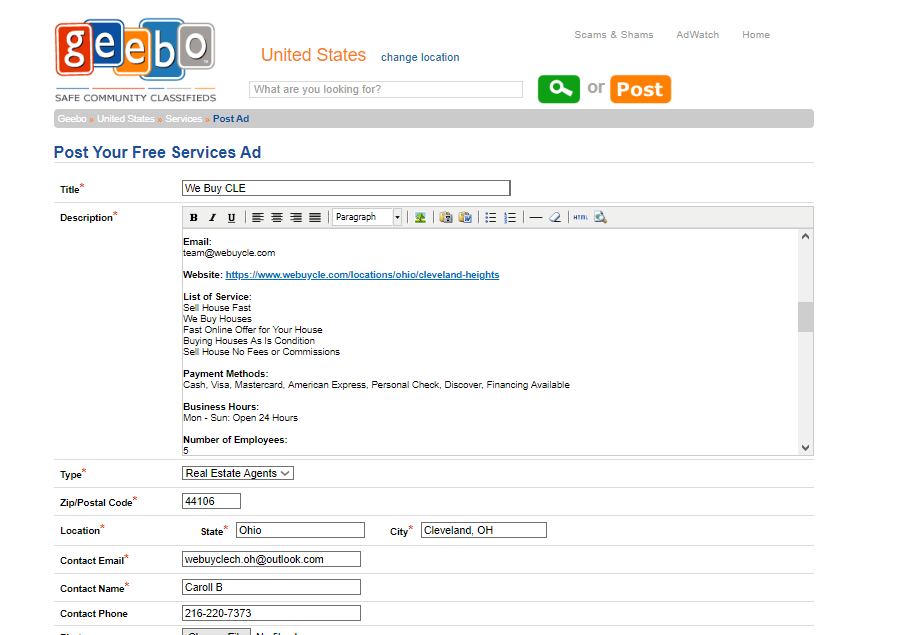 geebo
TM
SAFE COMMUNITY CLASSIFIEDS
United States change location
Scams & Shams AdWatch Home
What are you looking for? or Post
Geebo » United States » Services » Post Ad
Post Your Free Services Ad
Title* We Buy CLE
Description* B I U Paragraph HTML
Email:
team@webuycle.com
Website: https://www.webuycle.com/locations/ohio/cleveland-heights
List of Service:
Sell House Fast
We Buy Houses
Fast Online Offer for Your House
Buying Houses As Is Condition
Sell House No Fees or Commissions
Payment Methods:
Cash, Visa, Mastercard, American Express, Personal Check, Discover, Financing Available
Business Hours:
Mon - Sun: Open 24 Hours
Number of Employees:
5
Type* Real Estate Agents
Zip/Postal Code* 44106
Location* State* Ohio City* Cleveland, OH
Contact Email* webuyclech.oh@outlook.com
Contact Name* Caroll B
Contact Phone 216-220-7373